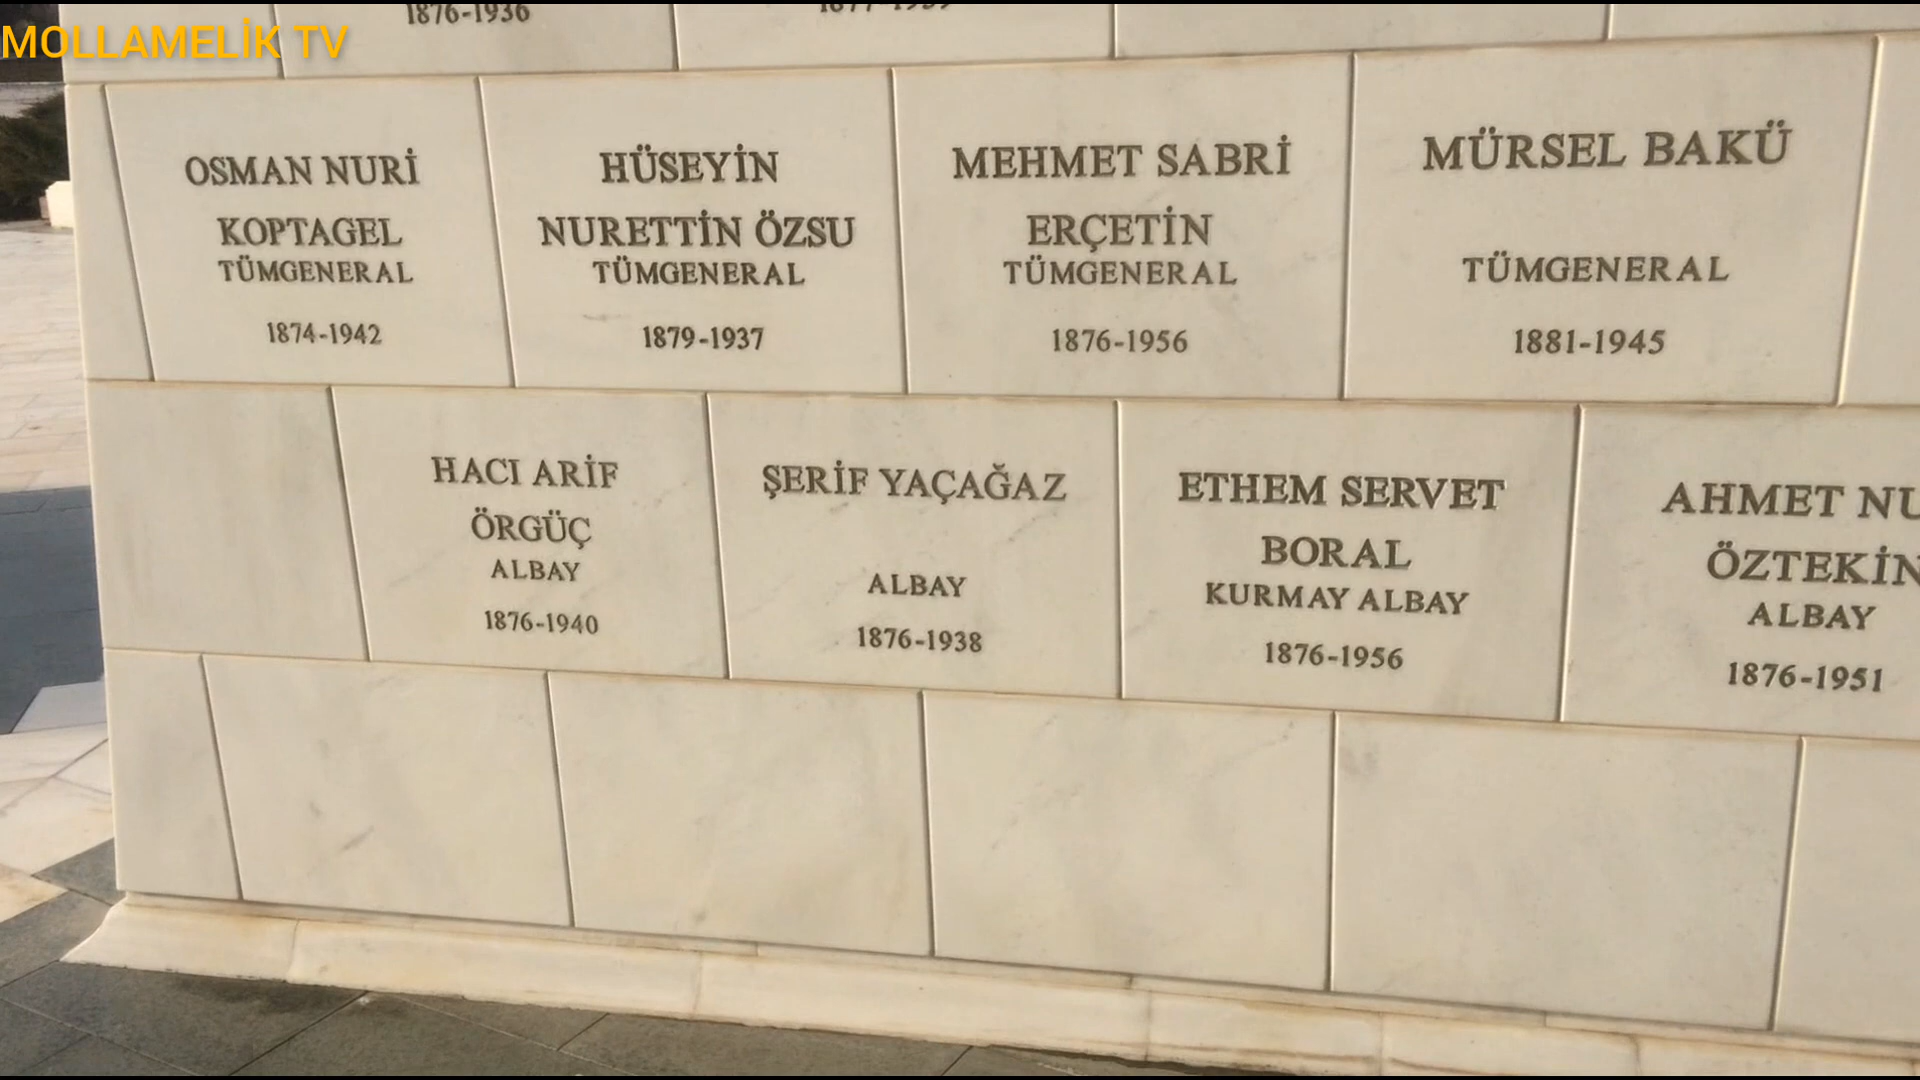 1876-1936
MOLLAMELİK TV
OSMAN NURİ
KOPTAGEL
TÜMGENERAL
1874-1942
HÜSEYİN
NURETTİN ÖZSU
TÜMGENERAL
1879-1937
MEHMET SABRİ
ERÇETİN
TÜMGENERAL
1876-1956
MÜRSEL BAKÜ
TÜMGENERAL
1881-1945
HACI ARİF
ÖRGÜÇ
ALBAY
1876-1940
ŞERİF YAÇAĞAZ
ALBAY
1876-1938
ETHEM SERVET
BORAL
KURMAY ALBAY
1876-1956
AHMET NU
ÖZTEKİN
ALBAY
1876-1951